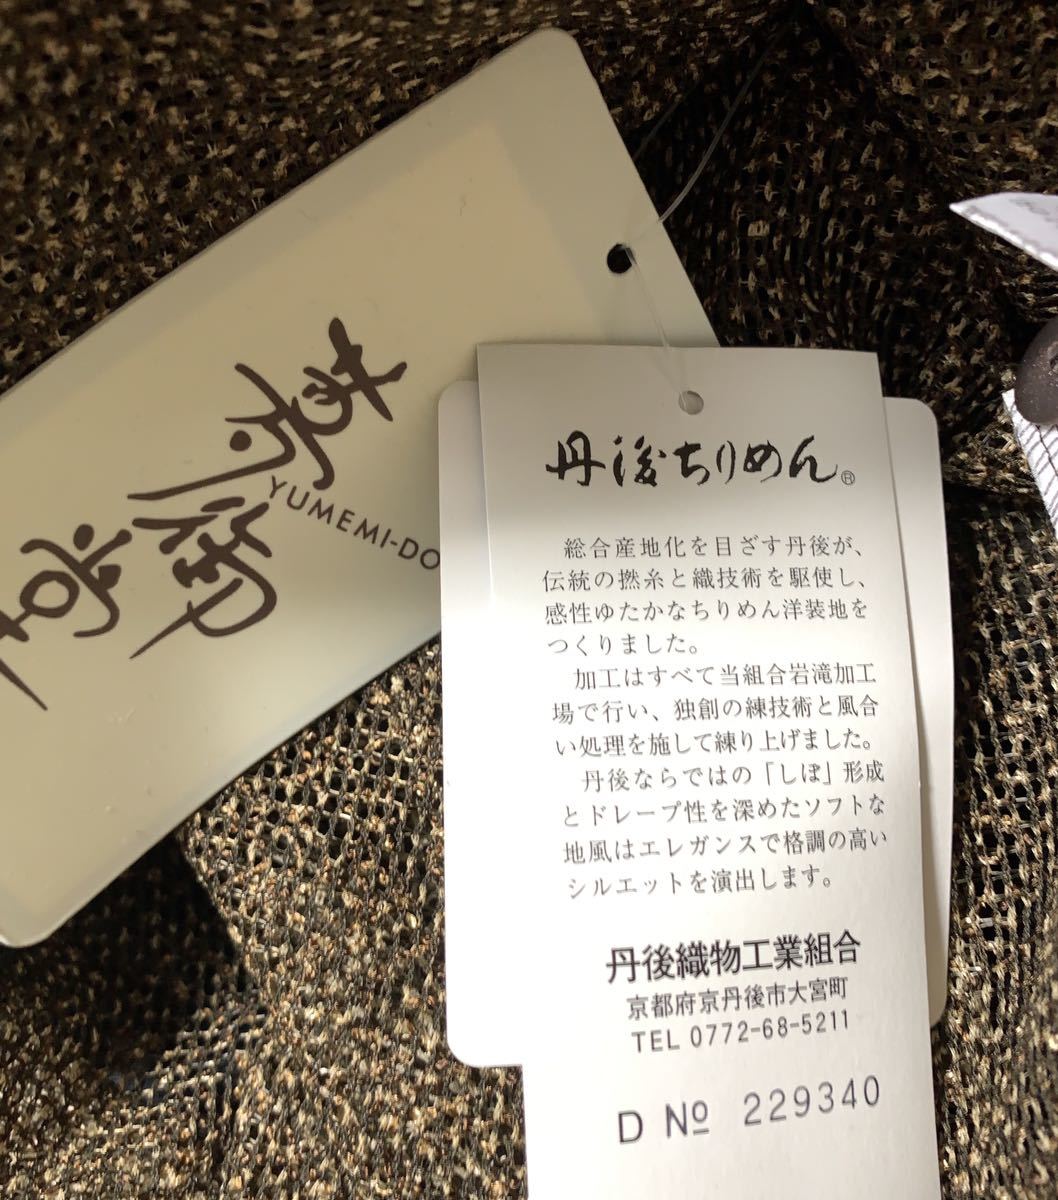 YUMEMI-DO
丹後ちりめん®
総合産地化を目ざす丹後が、
伝統の撚糸と織技術を駆使し、
感性ゆたかなちりめん洋装地を
つくりました。
加工はすべて当組合岩滝加工
場で行い、独創の練技術と風合
い処理を施して練り上げました。
丹後ならではの「しぼ」形成
とドレープ性を深めたソフトな
地風はエレガンスで格調の高い
シルエットを演出します。
丹後織物工業組合
京都府京丹後市大宮町
TEL 0772-68-5211
D № 229340